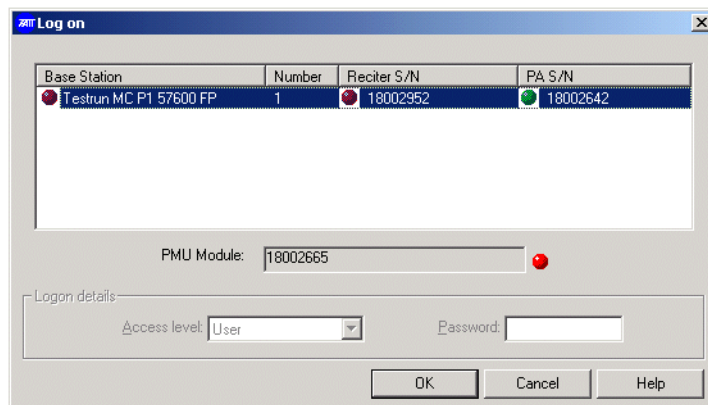 TAIT Log on
Base Station Number Reciter S/N PA S/N
Testrun MC P1 57600 FP 1 18002952 18002642
PMU Module: 18002665
Logon details
Access level: User Password:
OK Cancel Help